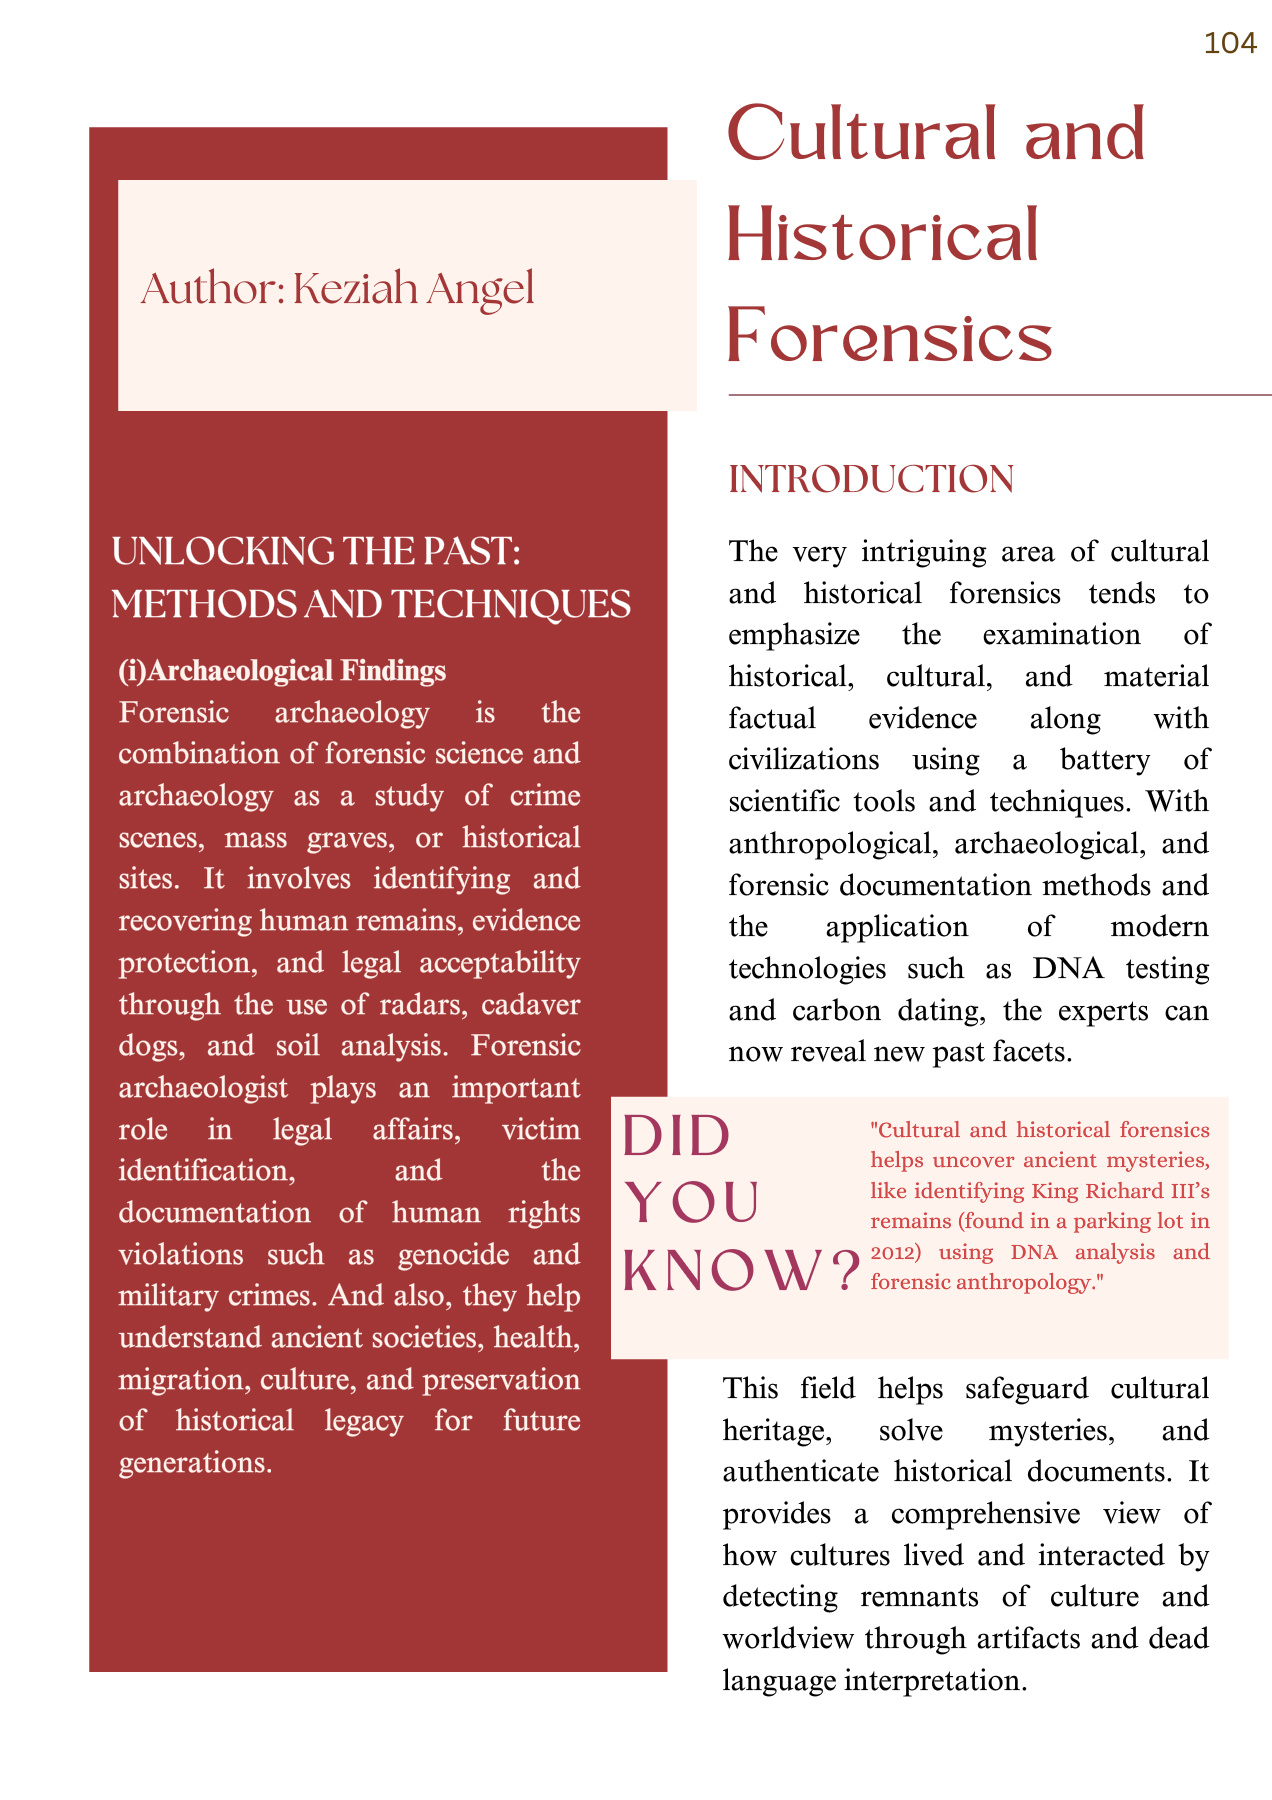 104
Cultural and
Historical
Forensics
Author: Keziah Angel
INTRODUCTION
The very intriguing area of cultural
and historical forensics tends to
emphasize the examination of
historical, cultural, and material
factual evidence along with
civilizations using a battery of
scientific tools and techniques. With
anthropological, archaeological, and
forensic documentation methods and
the application of modern
technologies such as DNA testing
and carbon dating, the experts can
now reveal new past facets.
DID
YOU
KNOW?
"Cultural and historical forensics
helps uncover ancient mysteries,
like identifying King Richard III’s
remains (found in a parking lot in
2012) using DNA analysis and
forensic anthropology."
This field helps safeguard cultural
heritage, solve mysteries, and
authenticate historical documents. It
provides a comprehensive view of
how cultures lived and interacted by
detecting remnants of culture and
worldview through artifacts and dead
language interpretation.
UNLOCKING THE PAST:
METHODS AND TECHNIQUES
(i)Archaeological Findings
Forensic archaeology is the
combination of forensic science and
archaeology as a study of crime
scenes, mass graves, or historical
sites. It involves identifying and
recovering human remains, evidence
protection, and legal acceptability
through the use of radars, cadaver
dogs, and soil analysis. Forensic
archaeologist plays an important
role in legal affairs, victim
identification, and the
documentation of human rights
violations such as genocide and
military crimes. And also, they help
understand ancient societies, health,
migration, culture, and preservation
of historical legacy for future
generations.